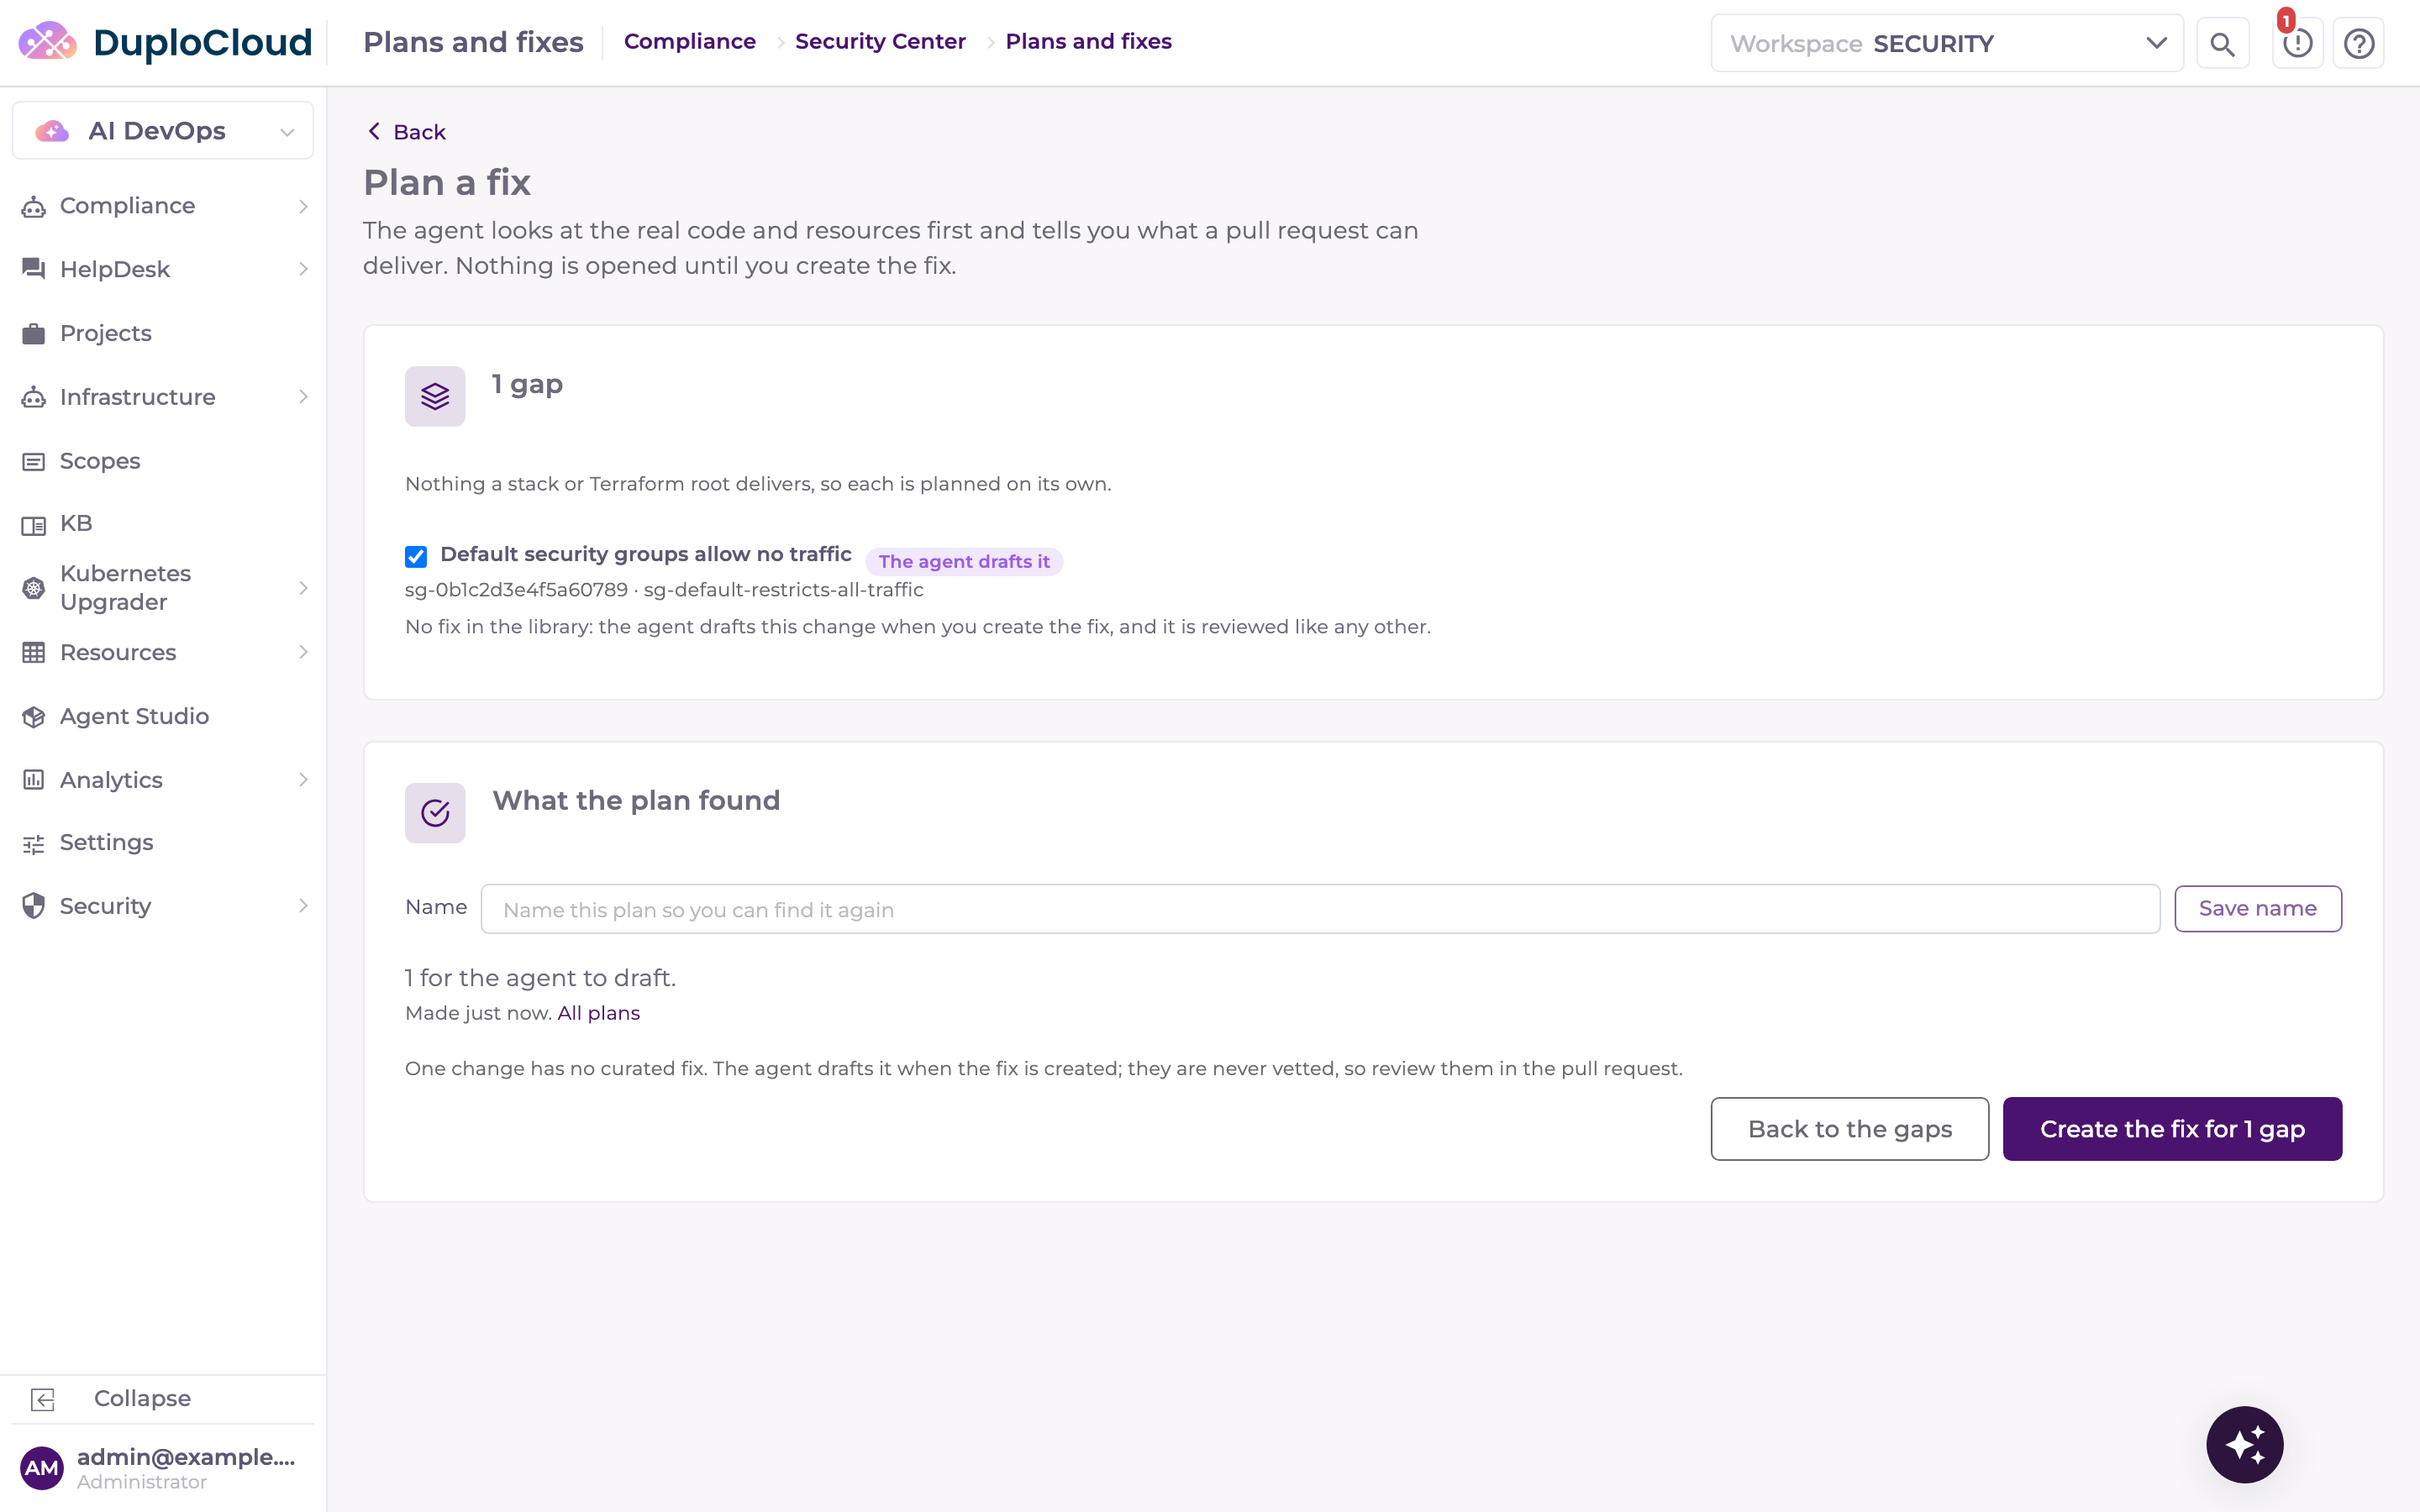 DuploCloud
Plans and fixes
Compliance
Security Center
Plans and fixes
Workspace SECURITY
1
AI DevOps
Compliance
HelpDesk
Projects
Infrastructure
Scopes
KB
Kubernetes
Upgrader
Resources
Agent Studio
Analytics
Settings
Security
Collapse
AM
admin@example....
Administrator
Back
Plan a fix
The agent looks at the real code and resources first and tells you what a pull request can
deliver. Nothing is opened until you create the fix.
1 gap
Nothing a stack or Terraform root delivers, so each is planned on its own.
Default security groups allow no traffic
The agent drafts it
sg-0b1c2d3e4f5a60789 · sg-default-restricts-all-traffic
No fix in the library: the agent drafts this change when you create the fix, and it is reviewed like any other.
What the plan found
Name
Name this plan so you can find it again
Save name
1 for the agent to draft.
Made just now. All plans
One change has no curated fix. The agent drafts it when the fix is created; they are never vetted, so review them in the pull request.
Back to the gaps
Create the fix for 1 gap